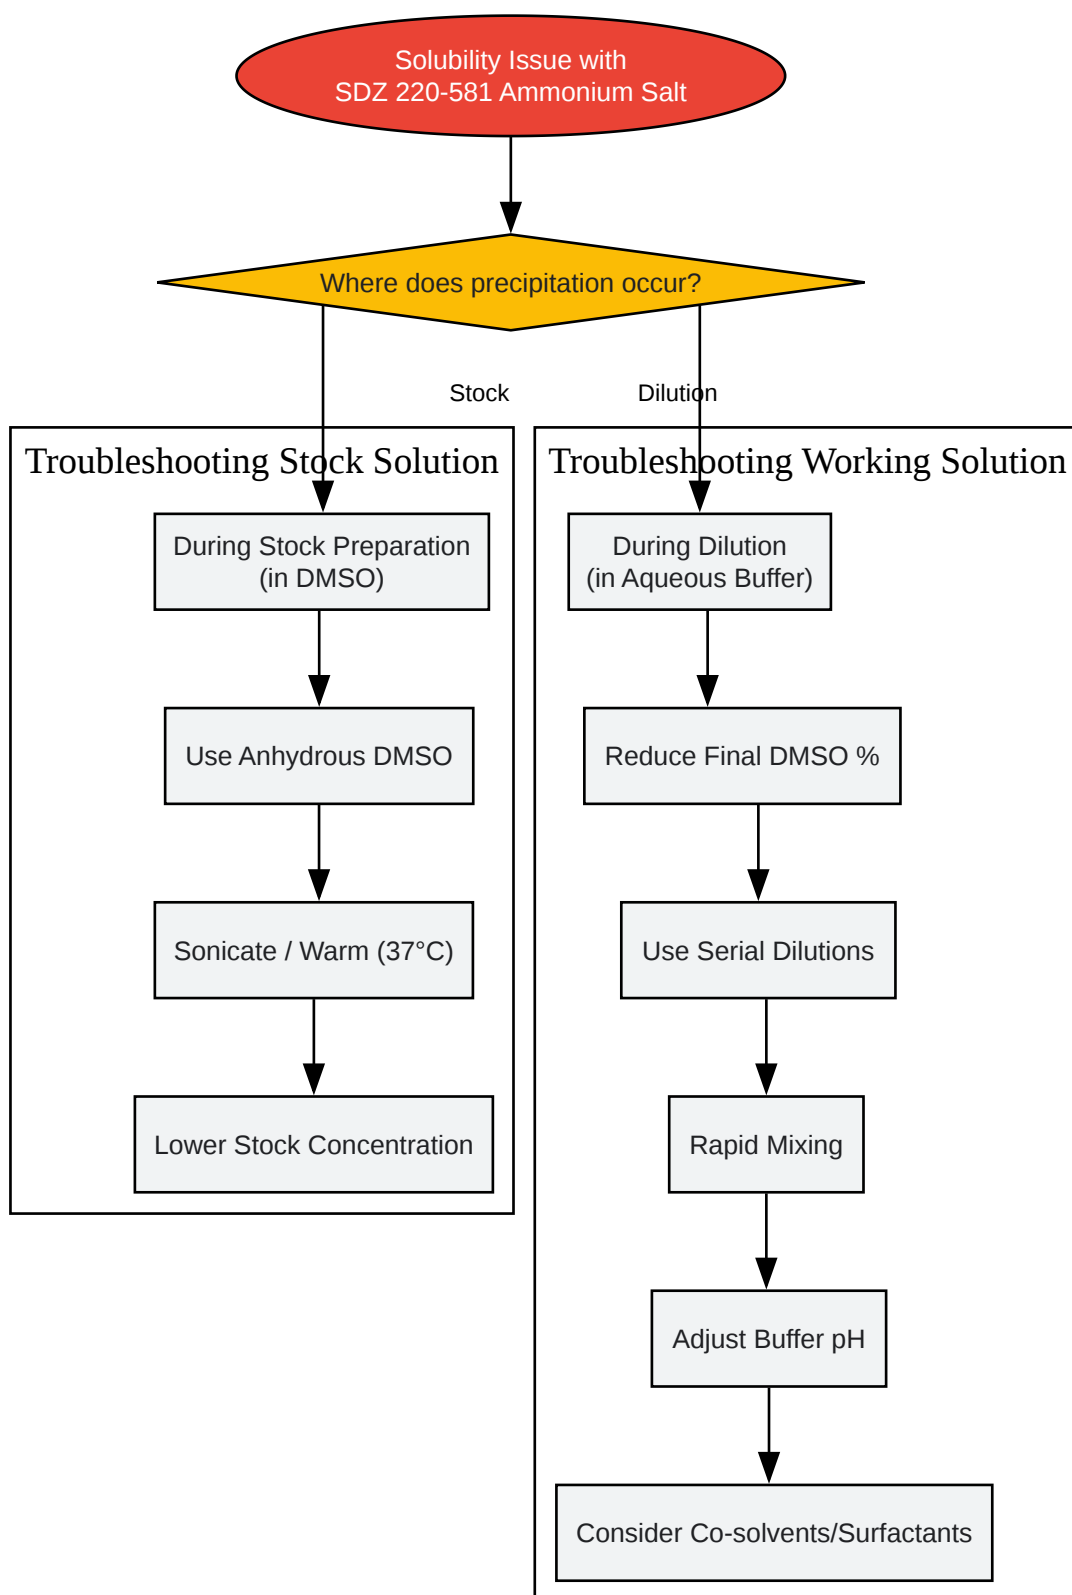 Solubility Issue with
SDZ 220-581 Ammonium Salt
Where does precipitation occur?
Stock
Dilution
Troubleshooting Stock Solution
During Stock Preparation
(in DMSO)
Use Anhydrous DMSO
Sonicate / Warm (37°C)
Lower Stock Concentration
Troubleshooting Working Solution
During Dilution
(in Aqueous Buffer)
Reduce Final DMSO %
Use Serial Dilutions
Rapid Mixing
Adjust Buffer pH
Consider Co-solvents/Surfactants